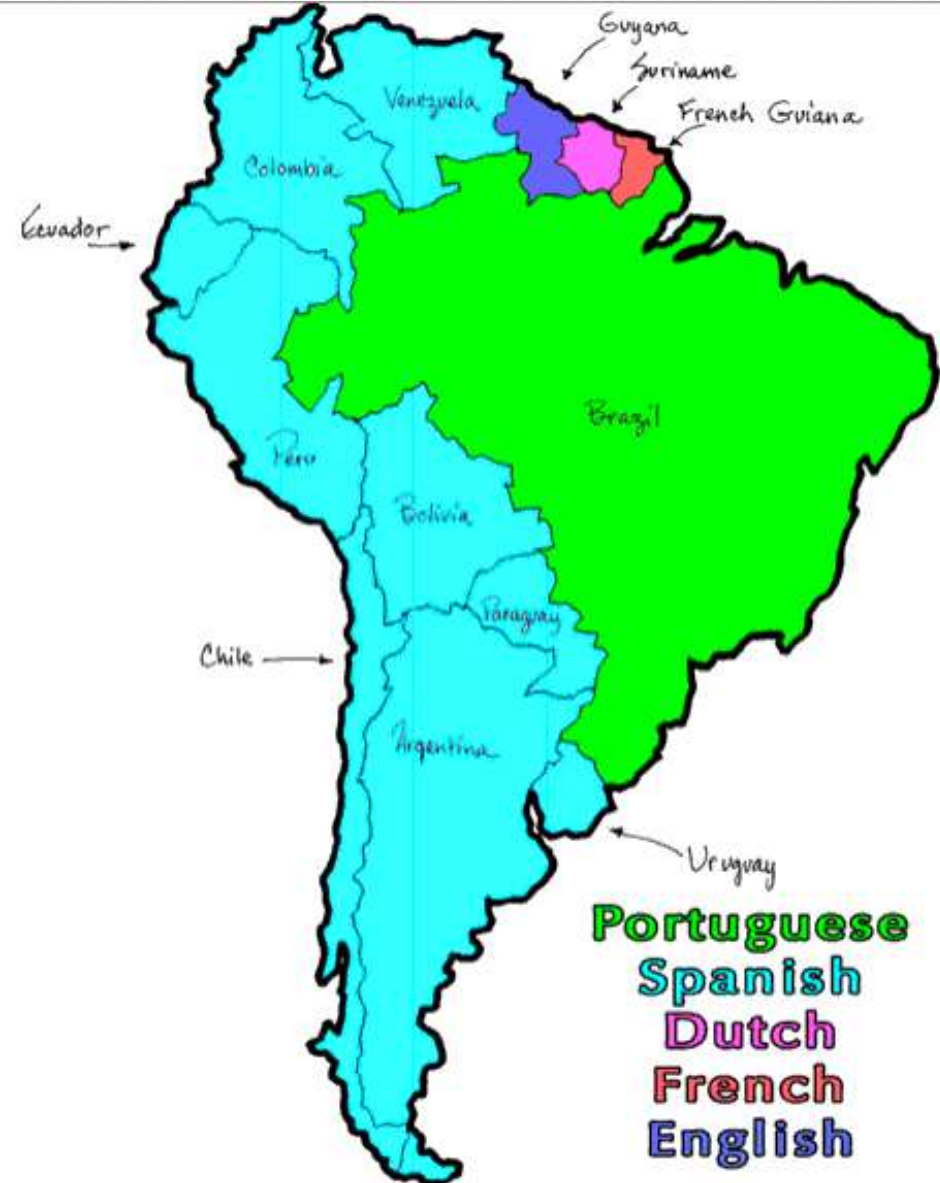 Guyana
Suriname
French Guiana
Venezuela
Colombia
Ecuador
Brazil
Peru
Bolivia
Paraguay
Chile
Argentina
Uruguay
Portuguese
Spanish
Dutch
French
English